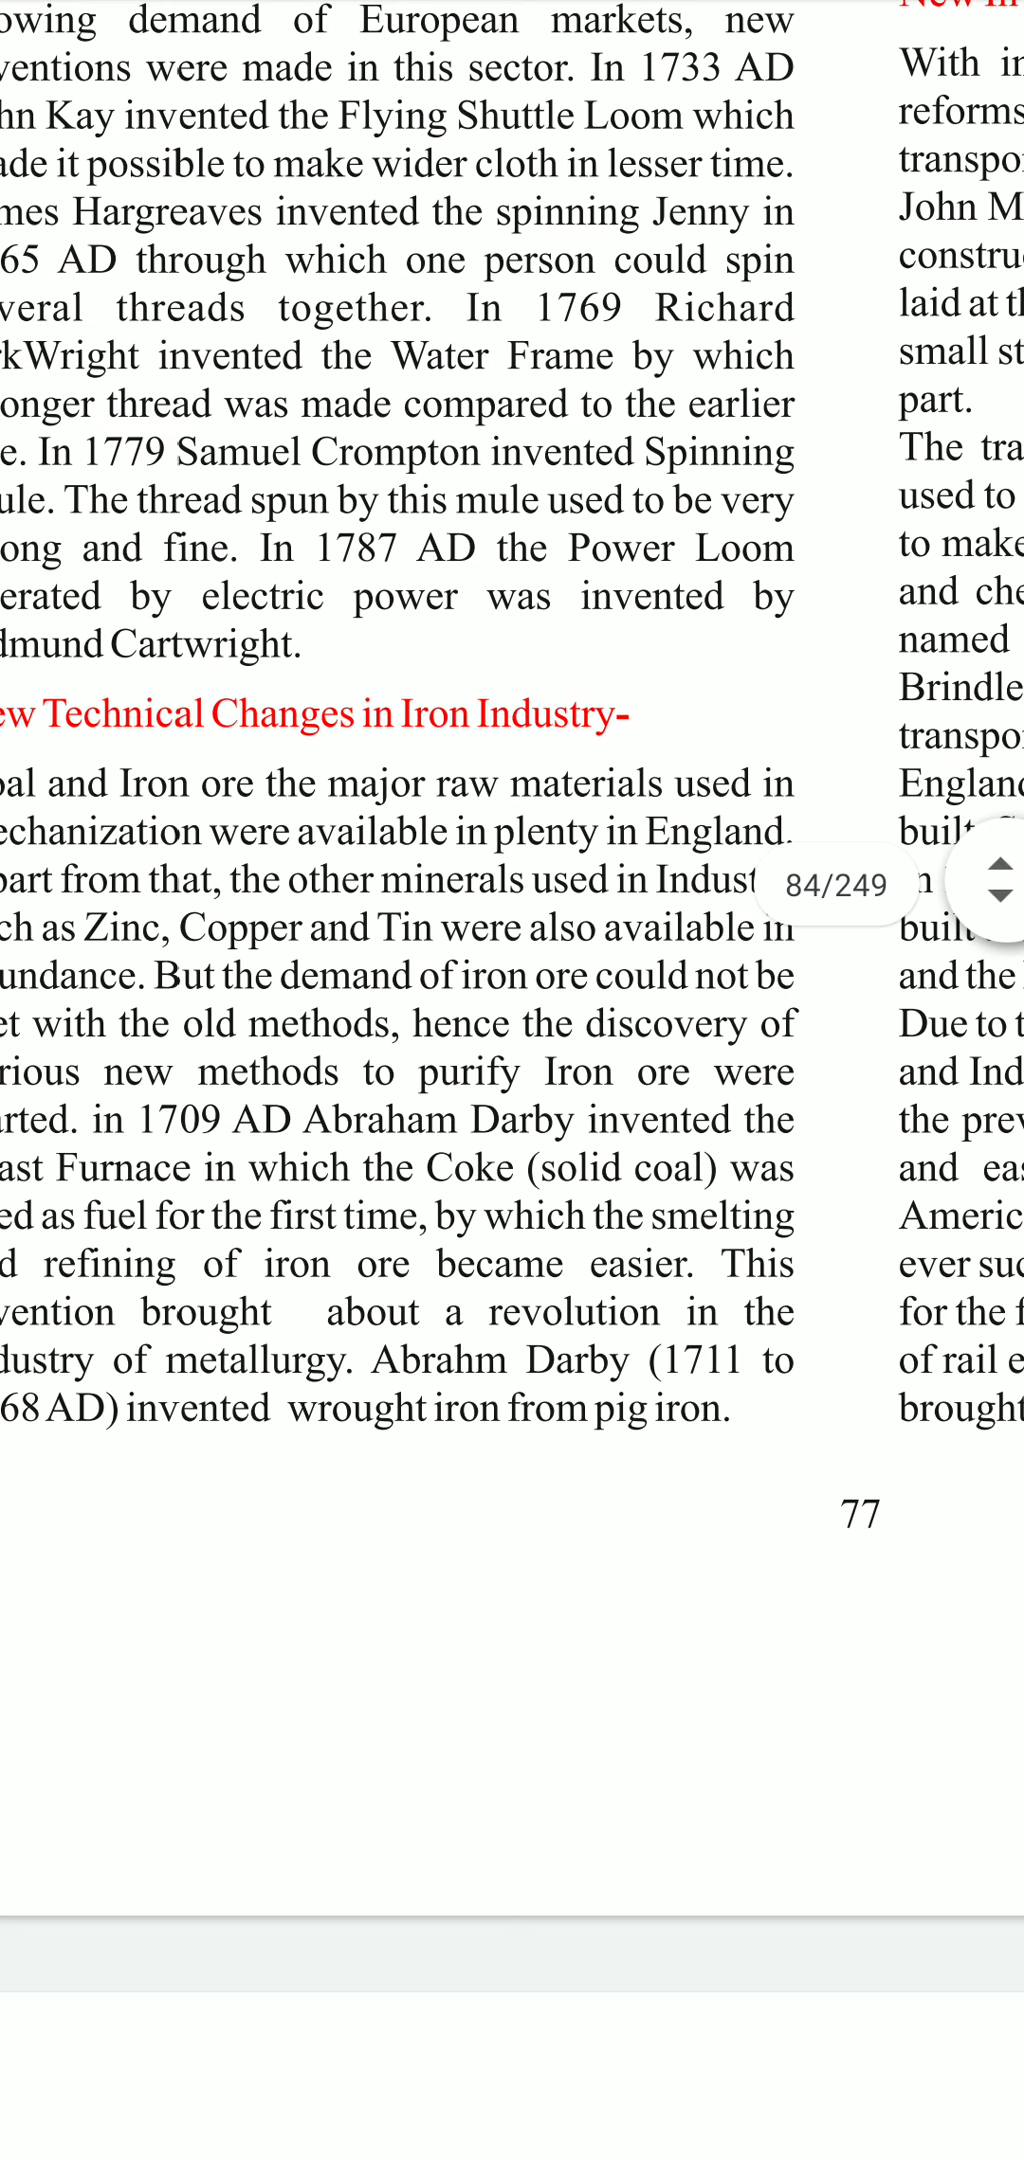 owing demand of European markets, new
ventions were made in this sector. In 1733 AD
hn Kay invented the Flying Shuttle Loom which
ade it possible to make wider cloth in lesser time.
mes Hargreaves invented the spinning Jenny in
65 AD through which one person could spin
veral threads together. In 1769 Richard
rkWright invented the Water Frame by which
onger thread was made compared to the earlier
e. In 1779 Samuel Crompton invented Spinning
ule. The thread spun by this mule used to be very
ong and fine. In 1787 AD the Power Loom
erated by electric power was invented by
dmund Cartwright.
ew Technical Changes in Iron Industry-
oal and Iron ore the major raw materials used in
echanization were available in plenty in England.
part from that, the other minerals used in Indust
ch as Zinc, Copper and Tin were also available in
undance. But the demand of iron ore could not be
et with the old methods, hence the discovery of
rious new methods to purify Iron ore were
arted. in 1709 AD Abraham Darby invented the
ast Furnace in which the Coke (solid coal) was
ed as fuel for the first time, by which the smelting
d refining of iron ore became easier. This
vention brought about a revolution in the
dustry of metallurgy. Abrahm Darby (1711 to
68 AD) invented wrought iron from pig iron.
With in
reforms
transpo
John M
constru
laid at t
small st
part.
The tra
used to
to make
and che
named
Brindle
transpo
England
built
n
built
and the
Due to t
and Ind
the prev
and eas
Americ
ever suc
for the f
of rail e
brought
84/249
77